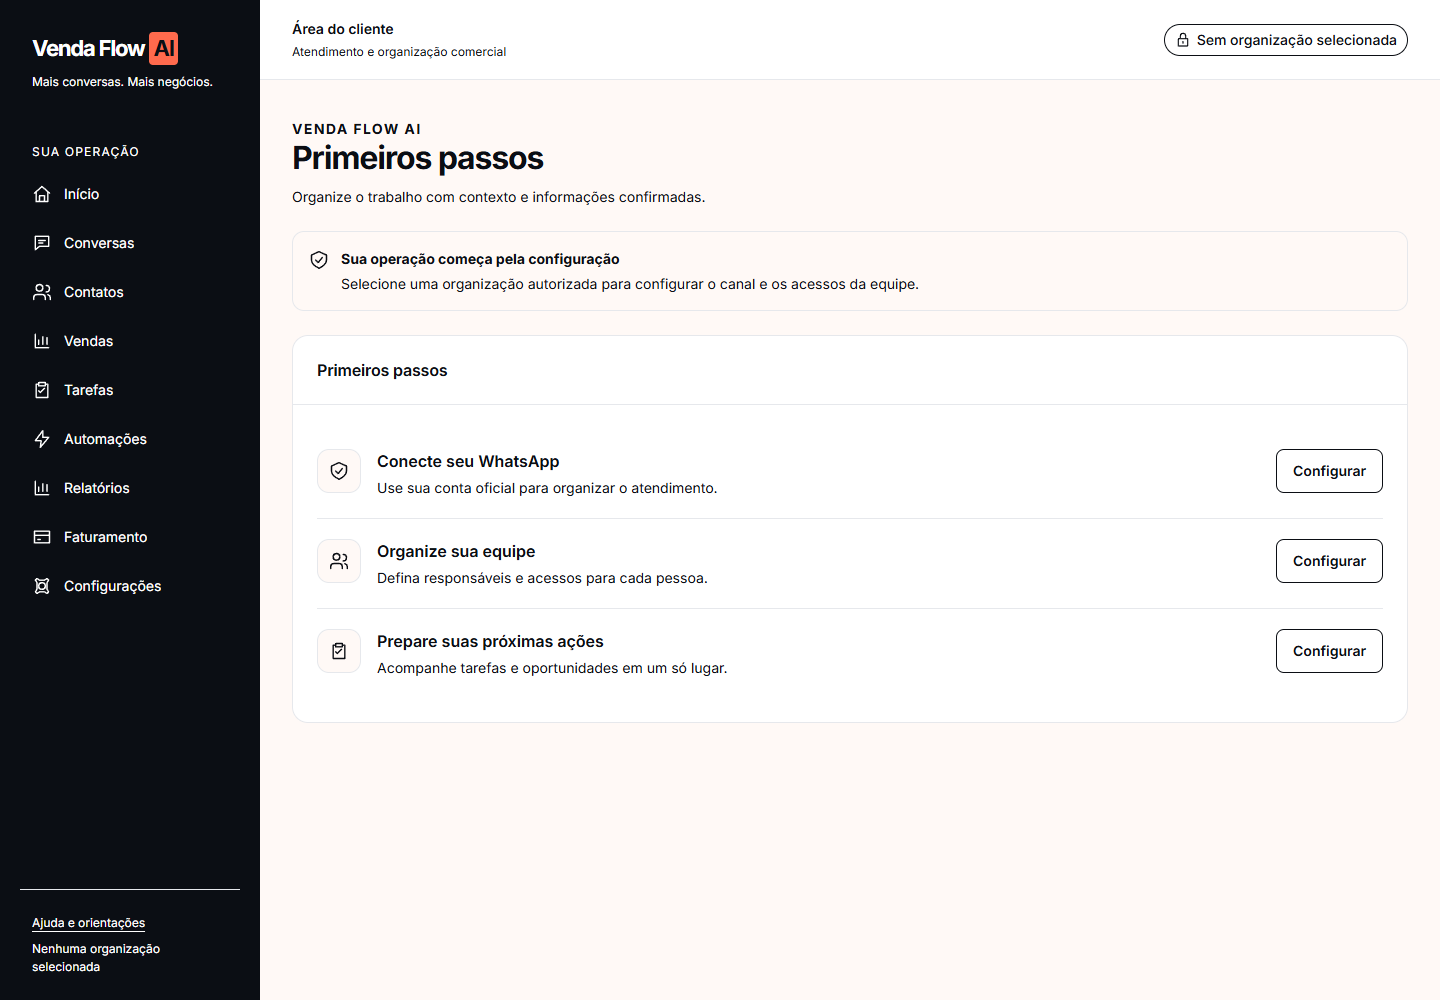 Venda Flow AI
Mais conversas. Mais negócios.
SUA OPERAÇÃO
Início
Conversas
Contatos
Vendas
Tarefas
Automações
Relatórios
Faturamento
Configurações
Ajuda e orientações
Nenhuma organização
selecionada
Área do cliente
Atendimento e organização comercial
Sem organização selecionada
VENDA FLOW AI
Primeiros passos
Organize o trabalho com contexto e informações confirmadas.
Sua operação começa pela configuração
Selecione uma organização autorizada para configurar o canal e os acessos da equipe.
Primeiros passos
Conecte seu WhatsApp
Use sua conta oficial para organizar o atendimento.
Configurar
Organize sua equipe
Defina responsáveis e acessos para cada pessoa.
Configurar
Prepare suas próximas ações
Acompanhe tarefas e oportunidades em um só lugar.
Configurar